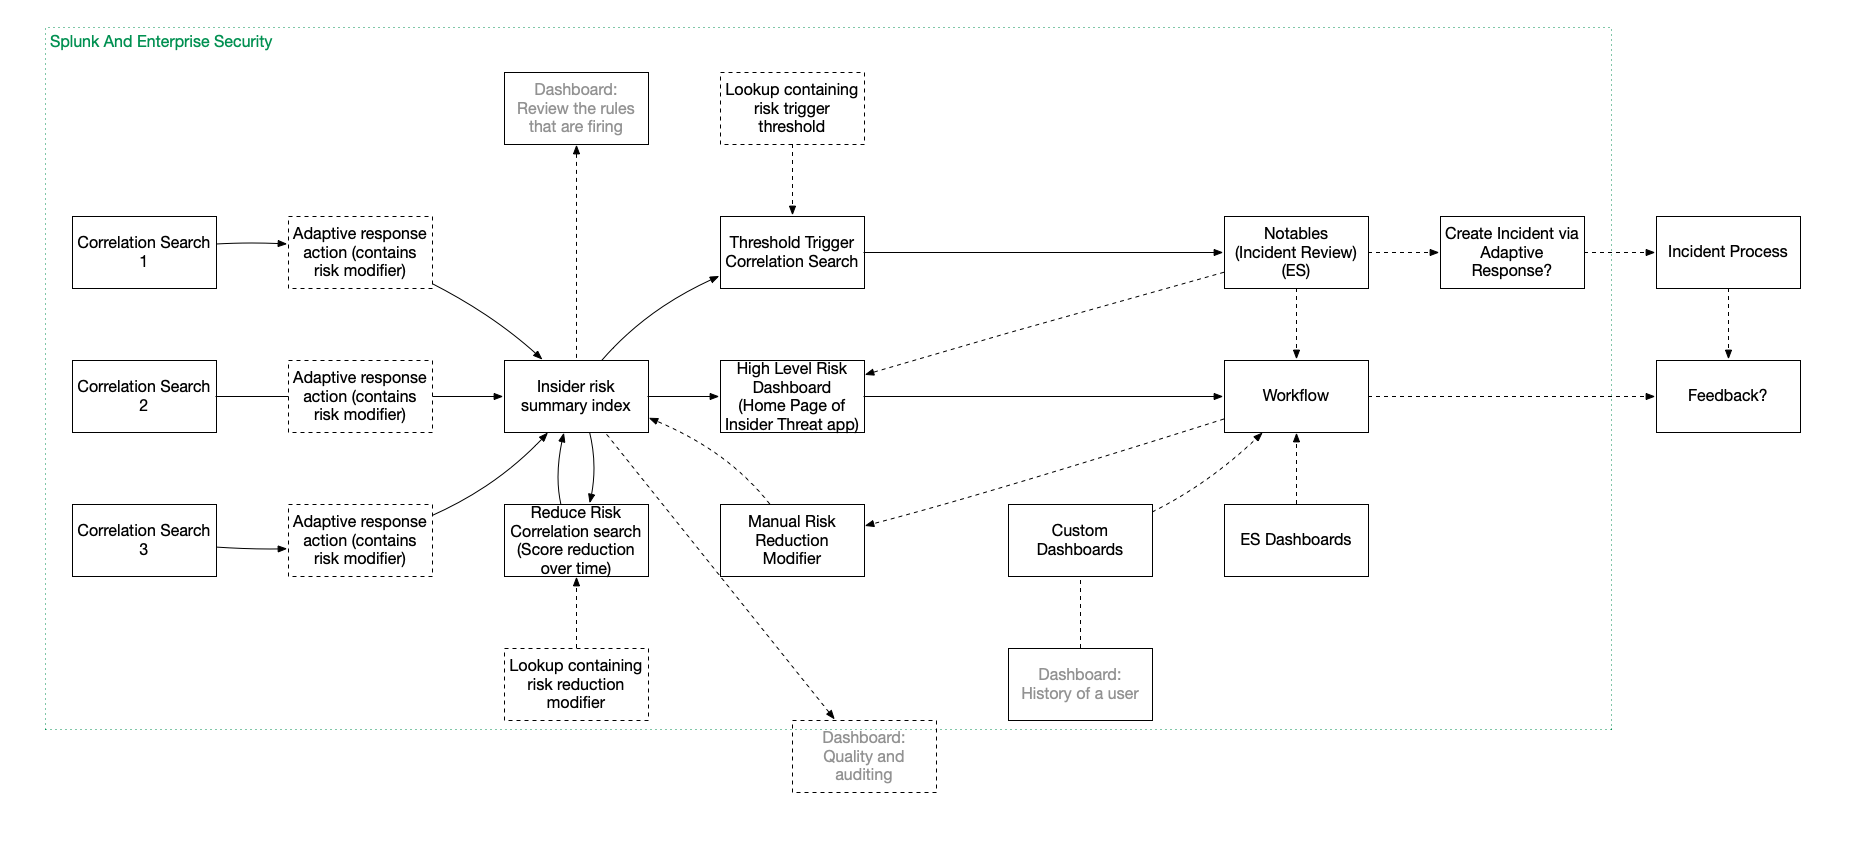 Splunk And Enterprise Security
Dashboard:
Review the rules
that are firing
Lookup containing
risk trigger
threshold
Correlation Search
1
Adaptive response
action (contains
risk modifier)
Threshold Trigger
Correlation Search
Notables
(Incident Review)
(ES)
Create Incident via
Adaptive
Response?
Incident Process
Correlation Search
2
Adaptive response
action (contains
risk modifier)
Insider risk
summary index
High Level Risk
Dashboard
(Home Page of
Insider Threat app)
Workflow
Feedback?
Correlation Search
3
Adaptive response
action (contains
risk modifier)
Reduce Risk
Correlation search
(Score reduction
over time)
Manual Risk
Reduction
Modifier
Custom
Dashboards
ES Dashboards
Lookup containing
risk reduction
modifier
Dashboard:
History of a user
Dashboard:
Quality and
auditing